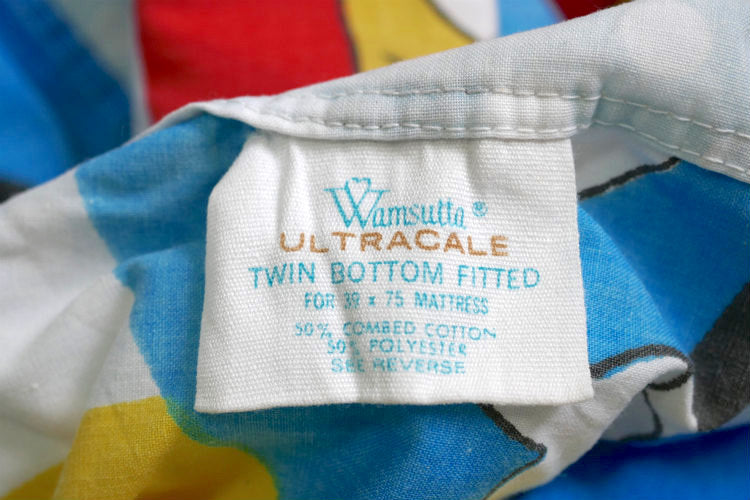 Wamsutta®
ULTRACALE
TWIN BOTTOM FITTED
FOR 39 x 75 MATTRESS
50% COMBED COTTON
50% POLYESTER
SEE REVERSE